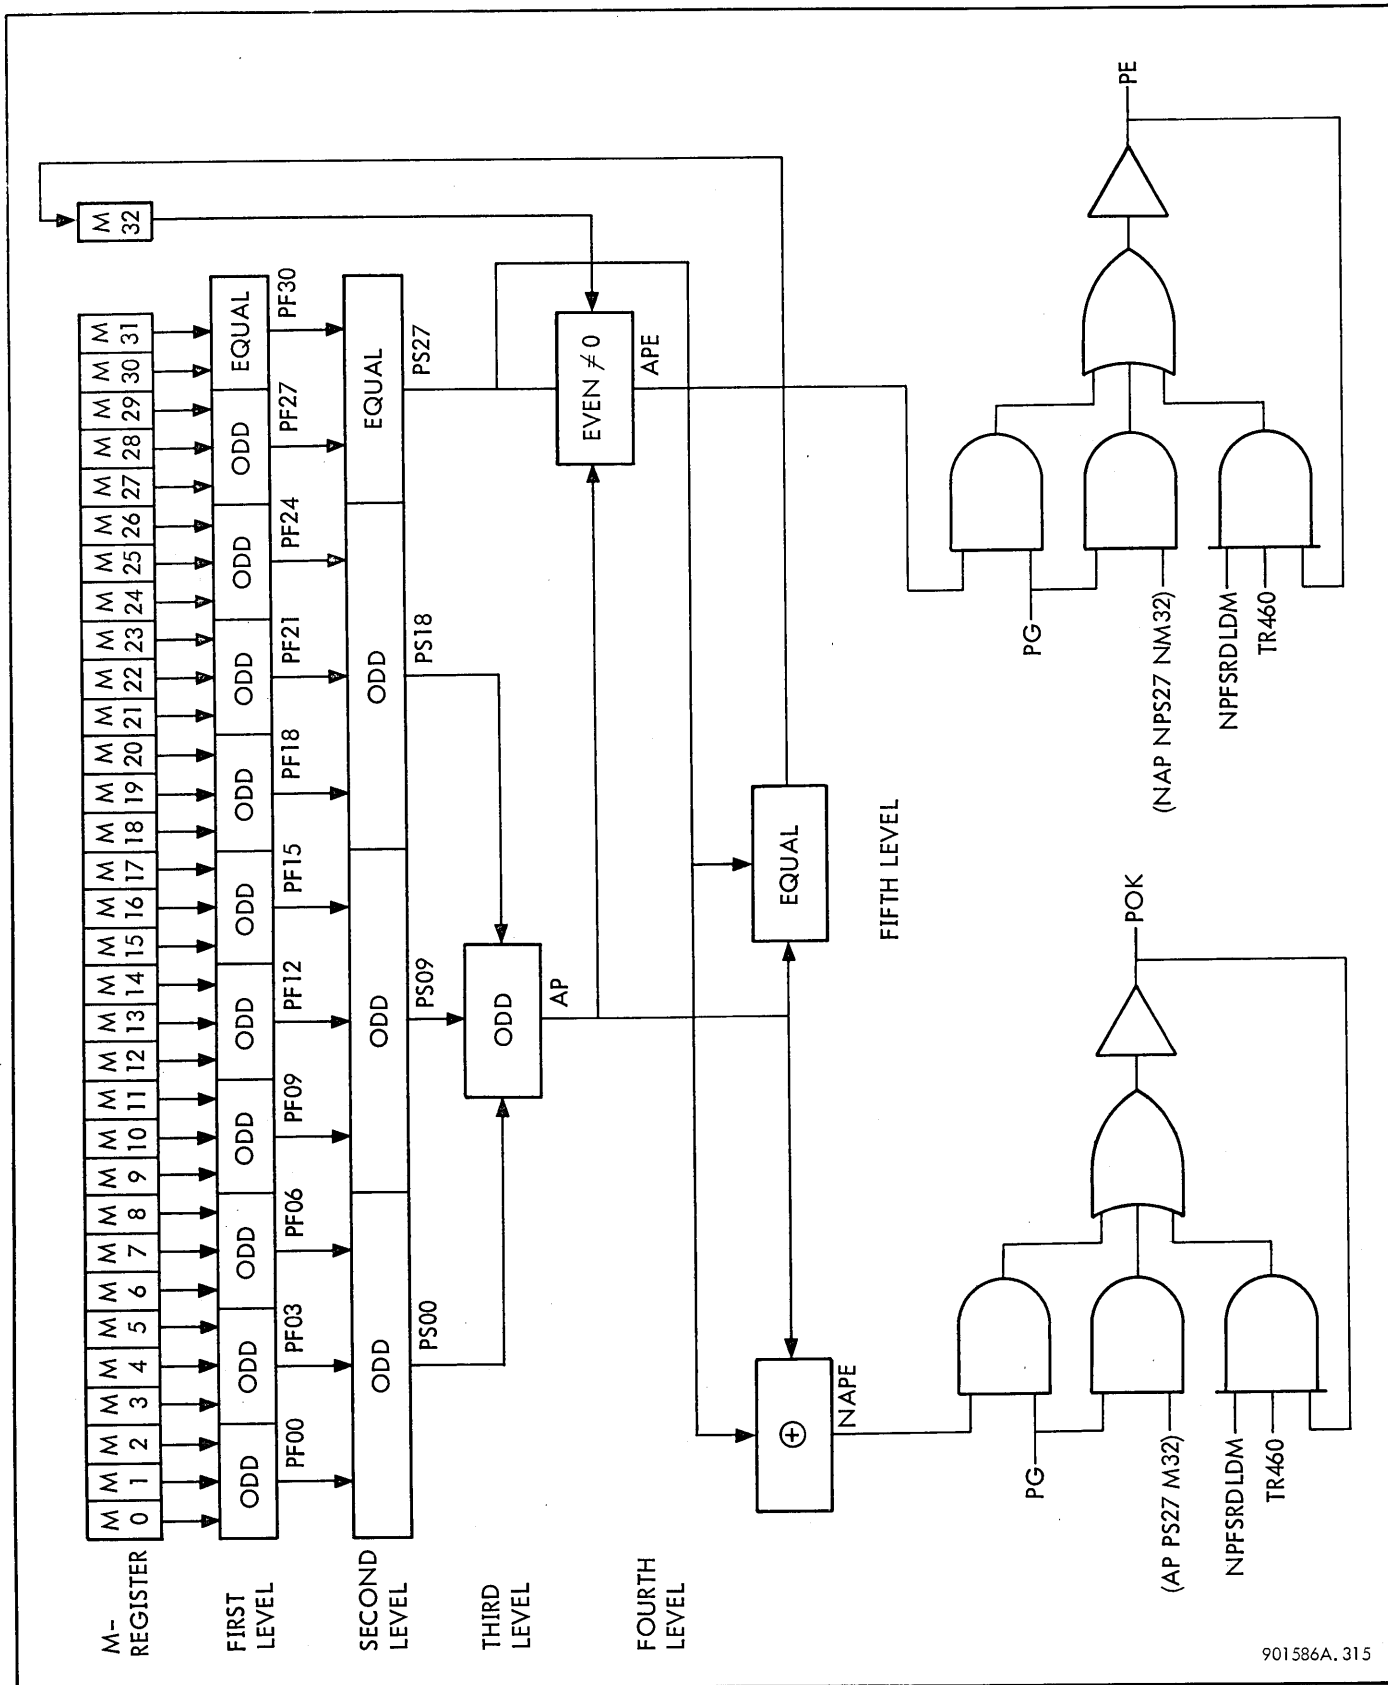 M-
REGISTER
M 0
M 1
M 2
M 3
M 4
M 5
M 6
M 7
M 8
M 9
M 10
M 11
M 12
M 13
M 14
M 15
M 16
M 17
M 18
M 19
M 20
M 21
M 22
M 23
M 24
M 25
M 26
M 27
M 28
M 29
M 30
M 31
M 32
FIRST
LEVEL
ODD
ODD
ODD
ODD
ODD
ODD
ODD
ODD
ODD
ODD
EQUAL
PF00
PF03
PF06
PF09
PF12
PF15
PF18
PF21
PF24
PF27
PF30
SECOND
LEVEL
ODD
ODD
ODD
EQUAL
PS00
PS09
PS18
PS27
THIRD
LEVEL
ODD
AP
EVEN ≠ 0
APE
FOURTH
LEVEL
⊕
NAPE
EQUAL
FIFTH LEVEL
PG
(AP PS27 M32)
NPFSRDLDM
TR460
POK
PG
(NAP NPS27 NM32)
NPFSRDLDM
TR460
PE
901586A. 315